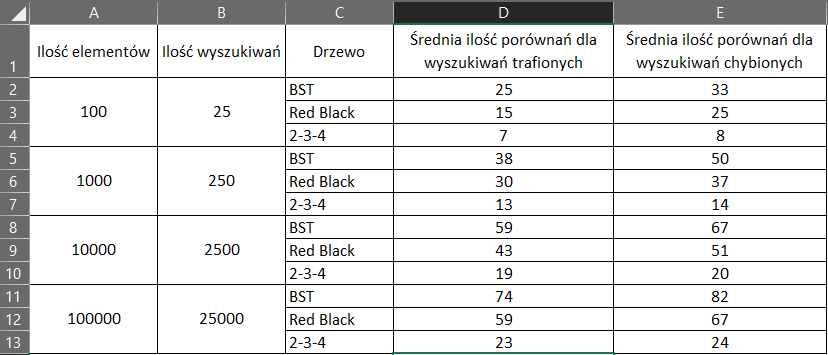 A B C D E
1 Ilość elementów Ilość wyszukiwań Drzewo Średnia ilość porównań dla wyszukiwań trafionych Średnia ilość porównań dla wyszukiwań chybionych
2 BST 25 33
3 100 25 Red Black 15 25
4 2-3-4 7 8
5 BST 38 50
6 1000 250 Red Black 30 37
7 2-3-4 13 14
8 BST 59 67
9 10000 2500 Red Black 43 51
10 2-3-4 19 20
11 BST 74 82
12 100000 25000 Red Black 59 67
13 2-3-4 23 24